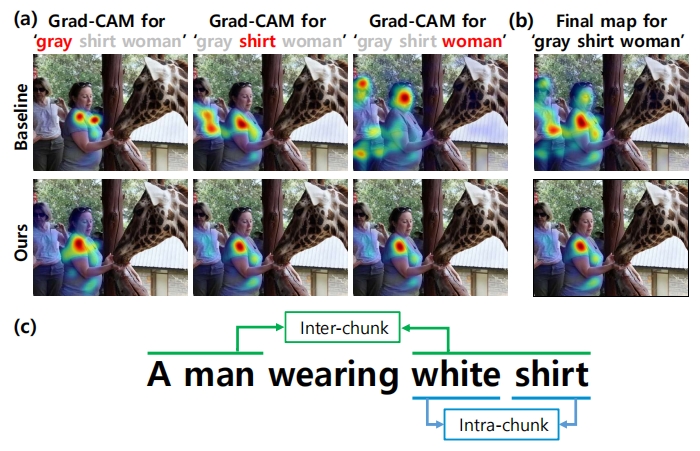 (a) Grad-CAM for Grad-CAM for Grad-CAM for (b) Final map for
‘gray shirt woman’ ‘gray shirt woman’ ‘gray shirt woman’ ‘gray shirt woman’
Baseline
Ours
(c)
Inter-chunk
A man wearing white shirt
Intra-chunk